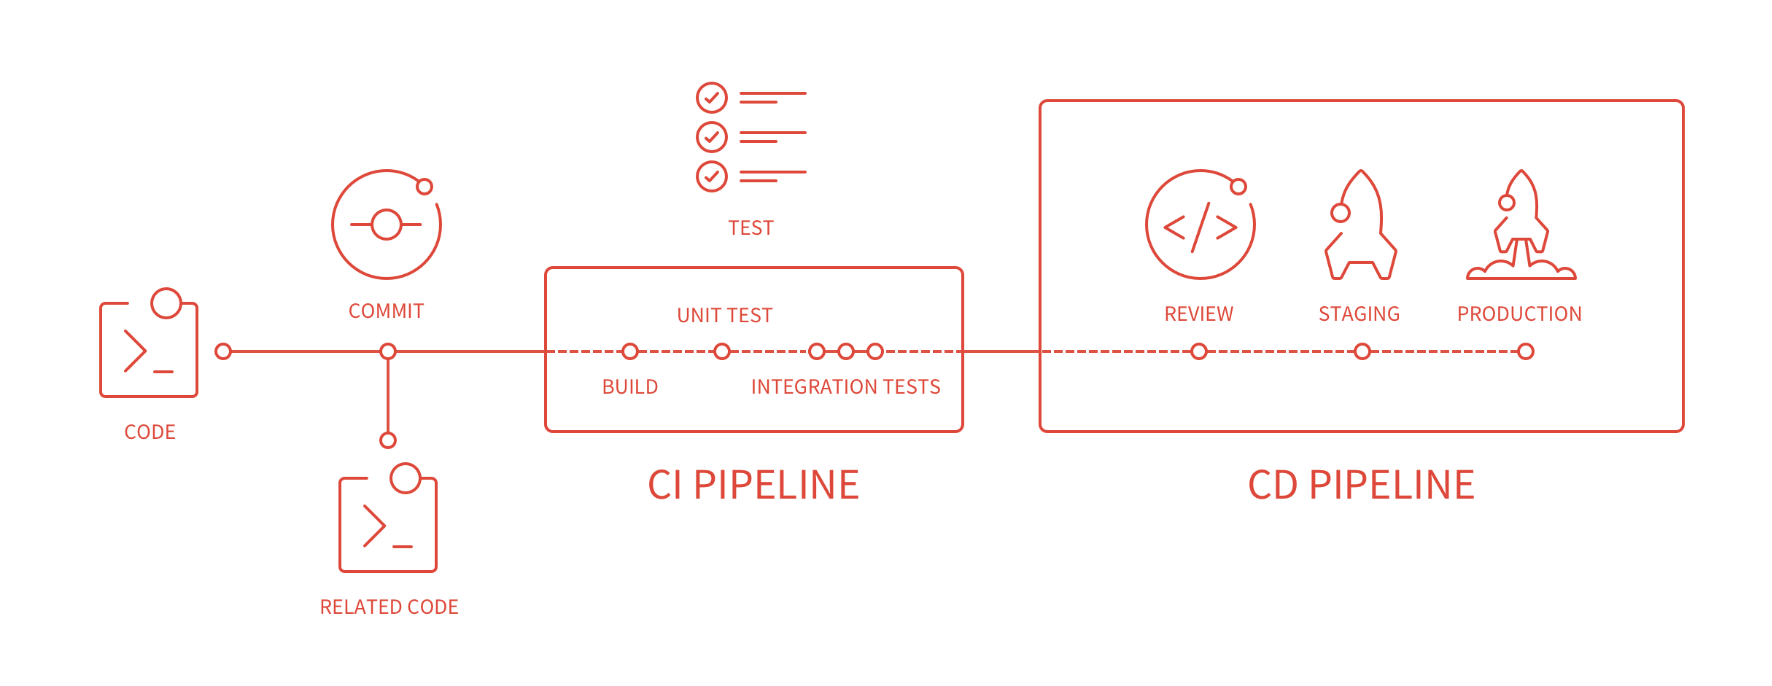 TEST
COMMIT
UNIT TEST
REVIEW
STAGING
PRODUCTION
BUILD
INTEGRATION TESTS
CODE
CI PIPELINE
CD PIPELINE
RELATED CODE